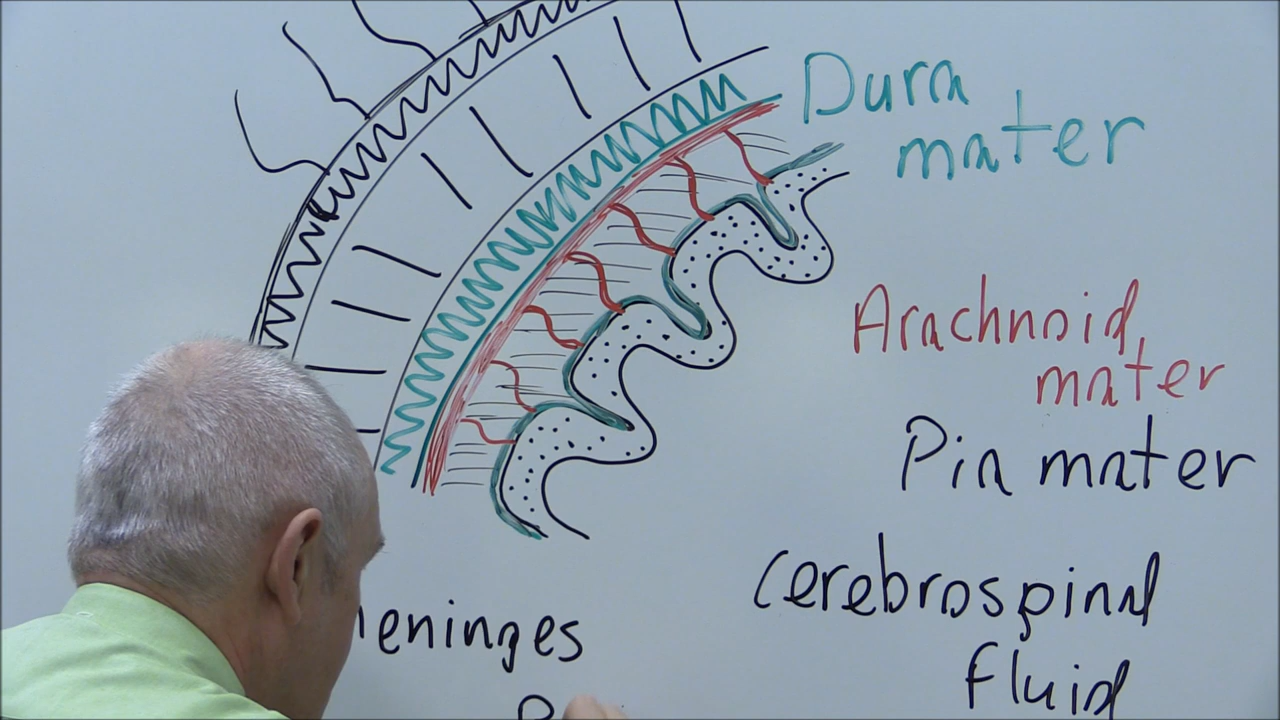 Dura
mater
Arachnoid
mater
Pia mater
cerebrospinal
fluid
eninges